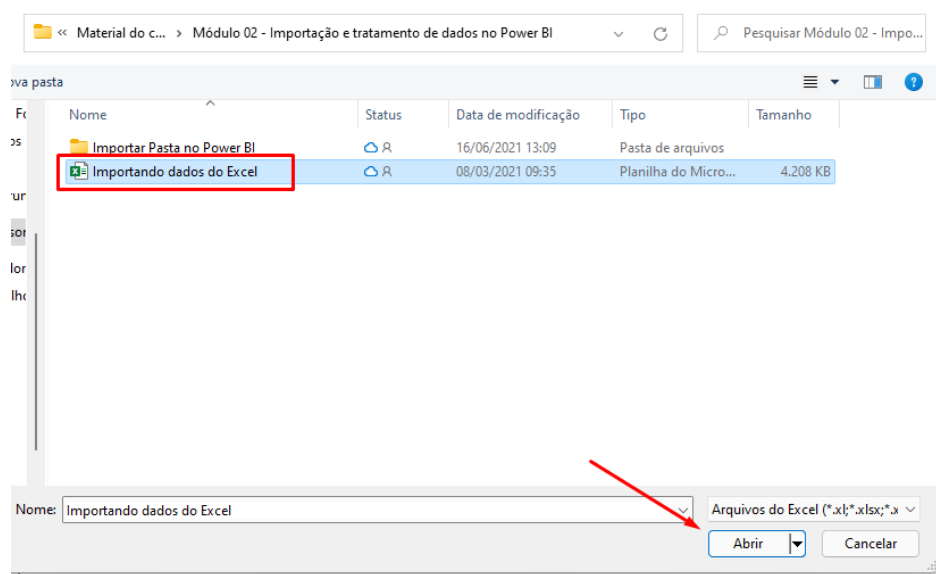 « Material do c... › Módulo 02 - Importação e tratamento de dados no Power BI
Pesquisar Módulo 02 - Impo...
ova pasta
Nome Status Data de modificação Tipo Tamanho
Importar Pasta no Power BI 16/06/2021 13:09 Pasta de arquivos
Importando dados do Excel 08/03/2021 09:35 Planilha do Micro... 4.208 KB
Nome: Importando dados do Excel Arquivos do Excel (*.xl;*.xlsx;*.x
Abrir Cancelar